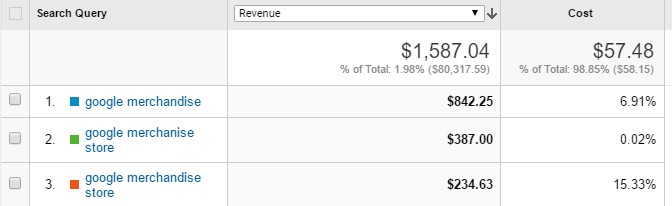 Search Query Revenue Cost
$1,587.04 $57.48
% of Total: 1.98% ($80,317.59) % of Total: 98.85% ($58.15)
1. google merchandise $842.25 6.91%
2. google merchanise
store $387.00 0.02%
3. google merchandise
store $234.63 15.33%